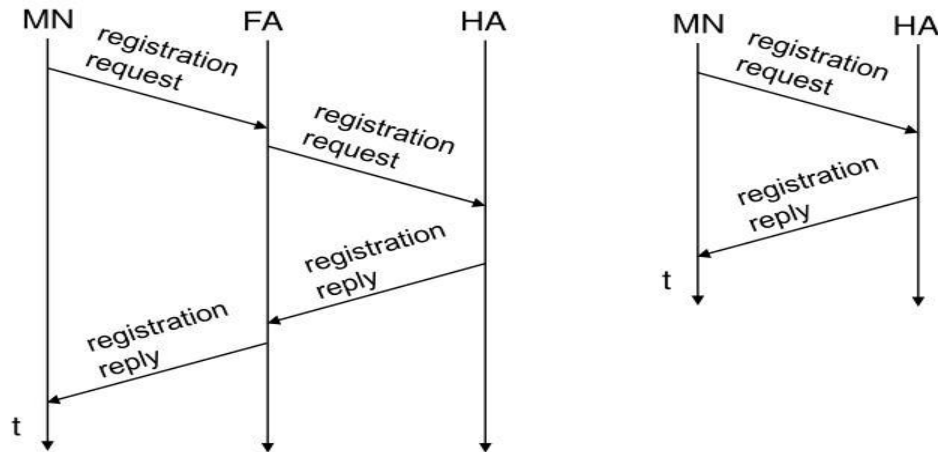 MN FA HA
registration
request
registration
request
registration
reply
registration
reply
t
MN HA
registration
request
registration
reply
t